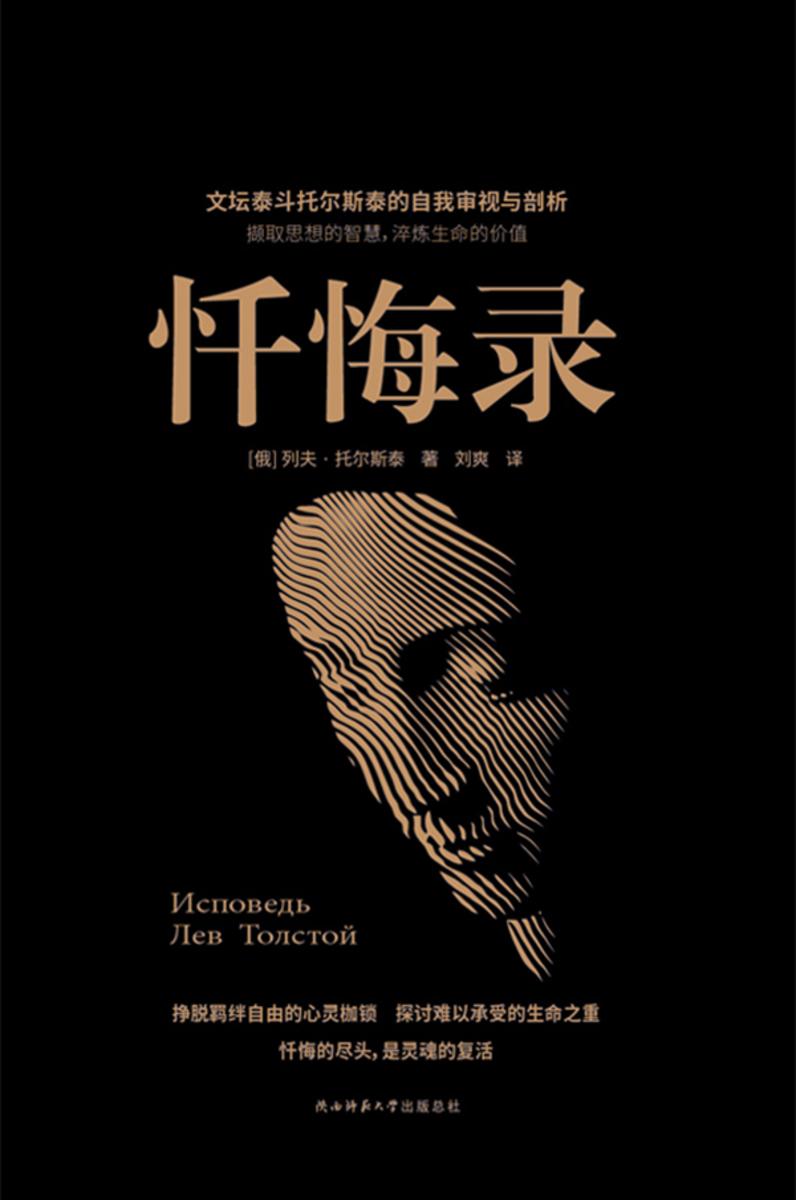 文坛泰斗托尔斯泰的自我审视与剖析
撷取思想的智慧,淬炼生命的价值
忏悔录
[俄] 列夫·托尔斯泰 著 刘爽 译
Исповедь
Лев Толстой
挣脱羁绊自由的心灵枷锁 探讨难以承受的生命之重
忏悔的尽头,是灵魂的复活
陕西师范大学出版总社